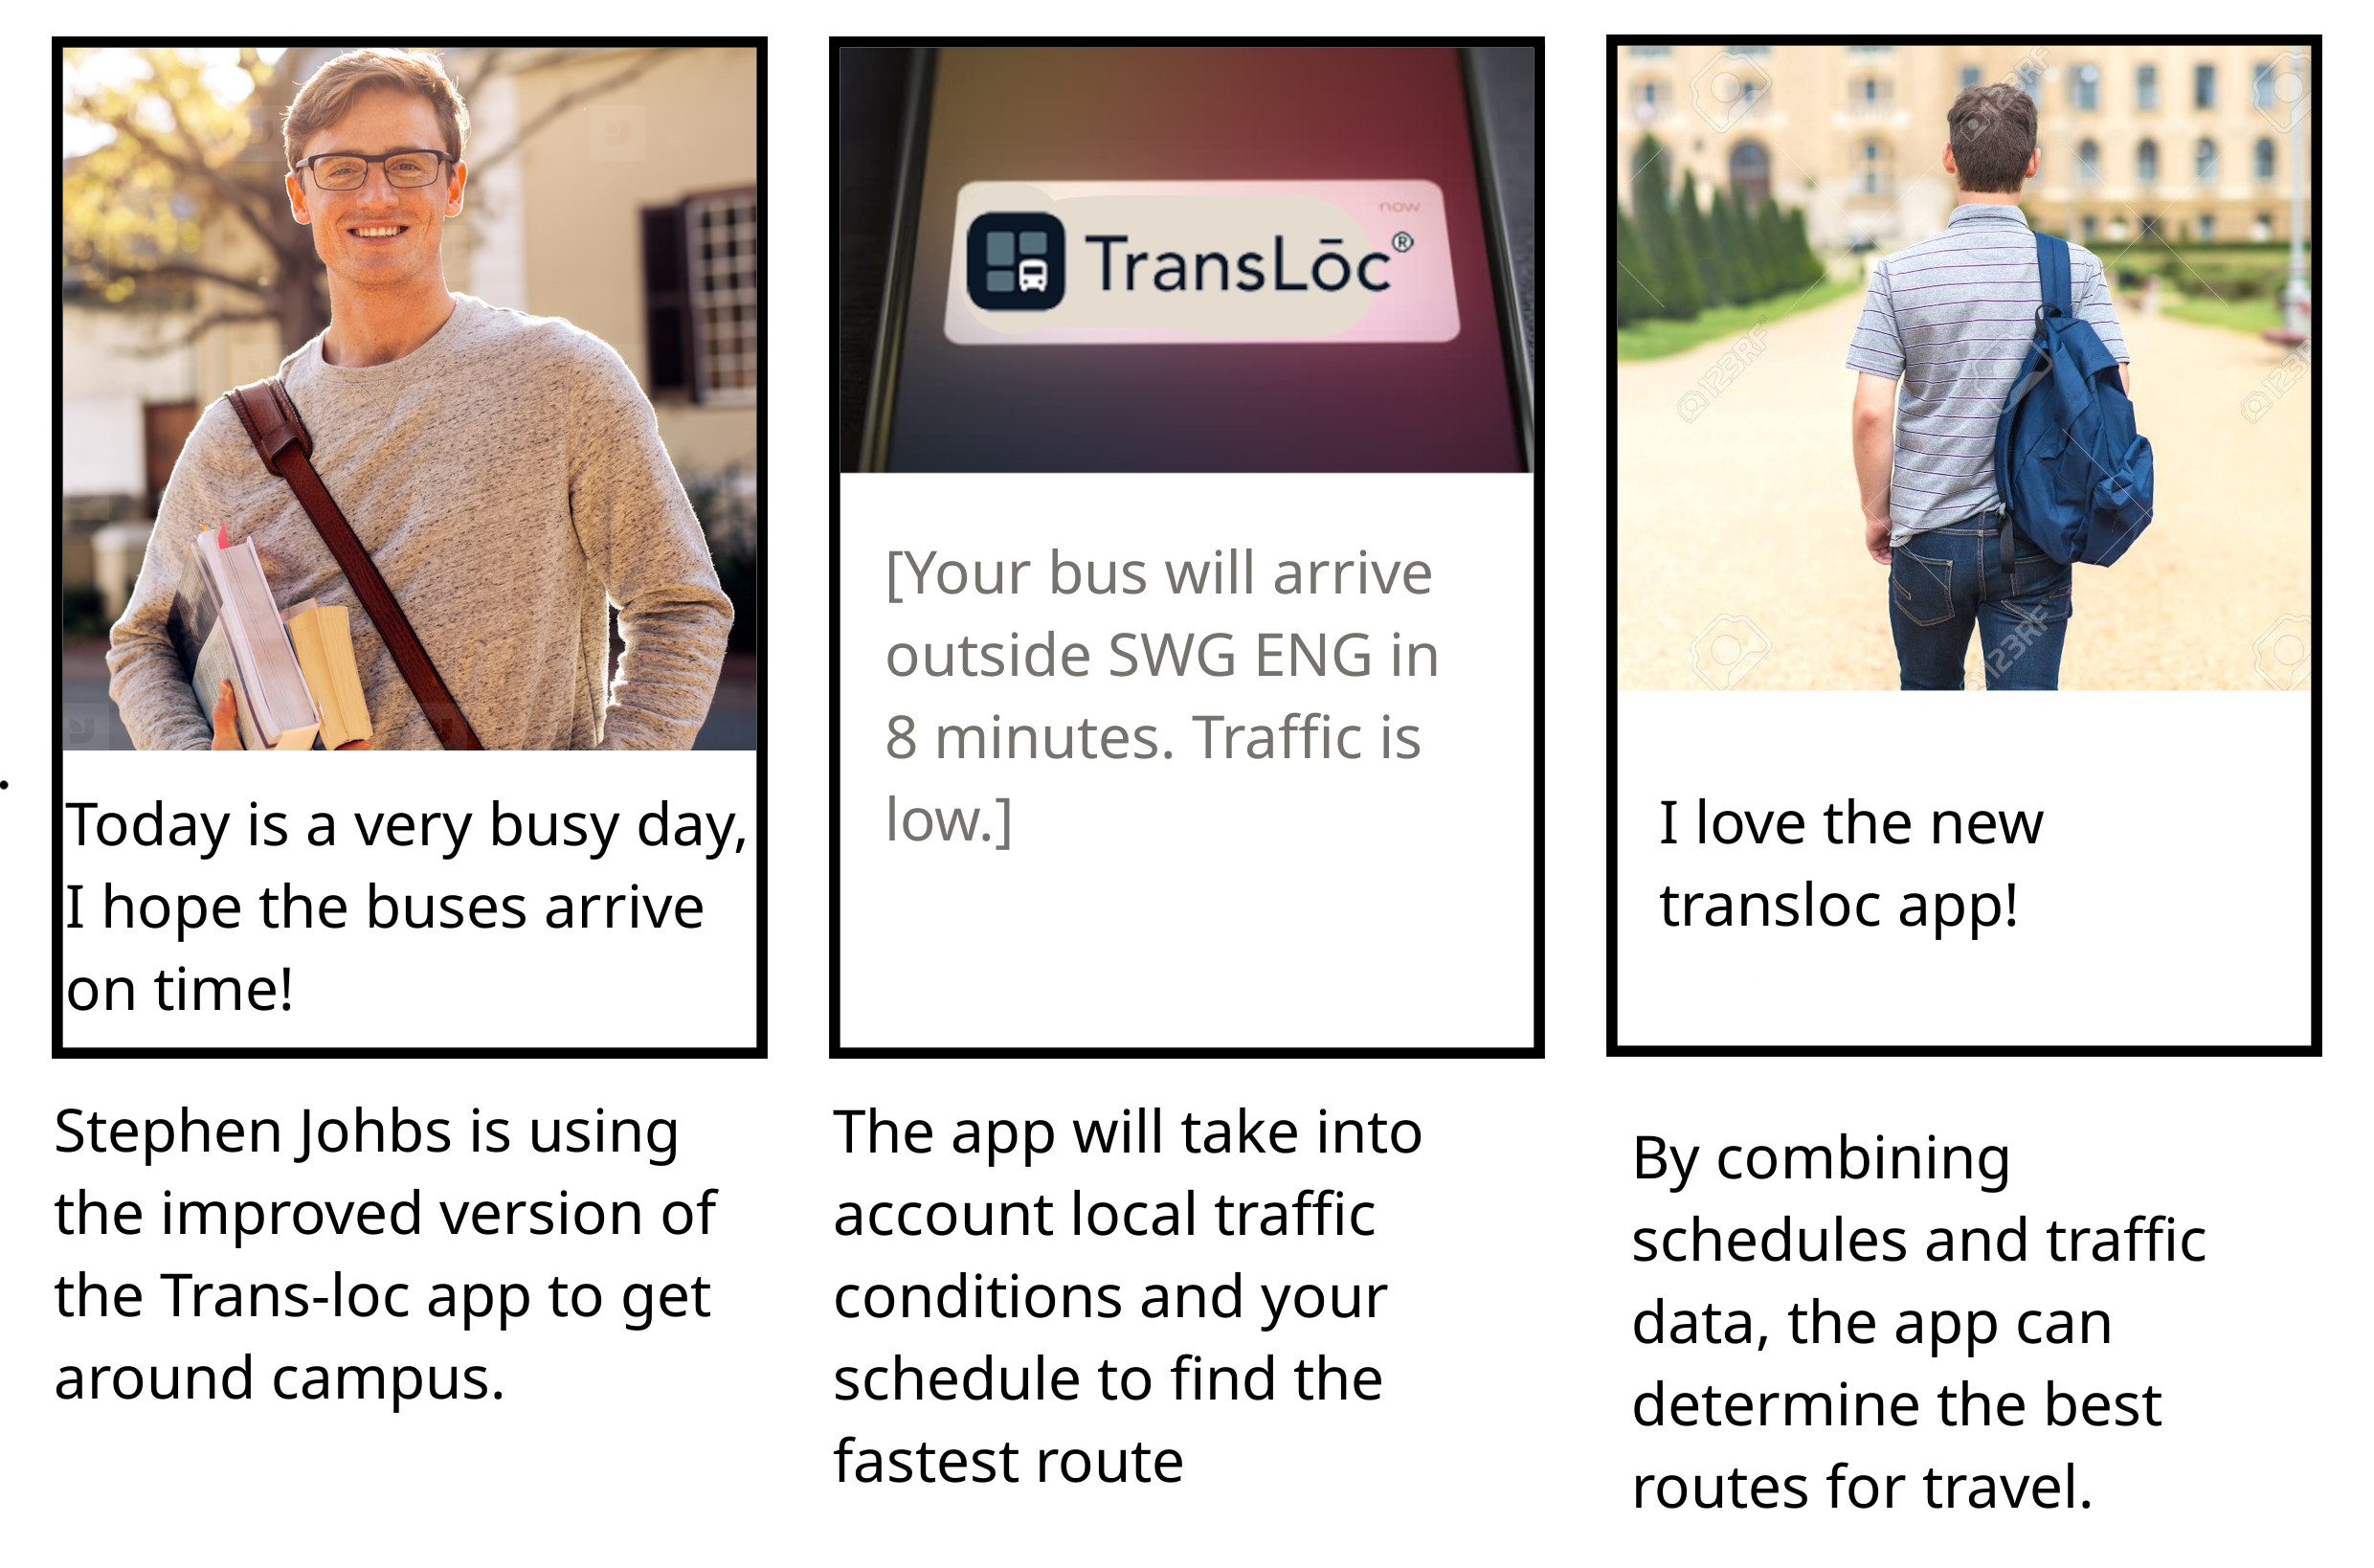 now
TransLōc®
Today is a very busy day,
I hope the buses arrive
on time!
[Your bus will arrive
outside SWG ENG in
8 minutes. Traffic is
low.]
I love the new
transloc app!
Stephen Johbs is using
the improved version of
the Trans-loc app to get
around campus.
The app will take into
account local traffic
conditions and your
schedule to find the
fastest route
By combining
schedules and traffic
data, the app can
determine the best
routes for travel.
123RF
123RF
123RF
123RF
123RF